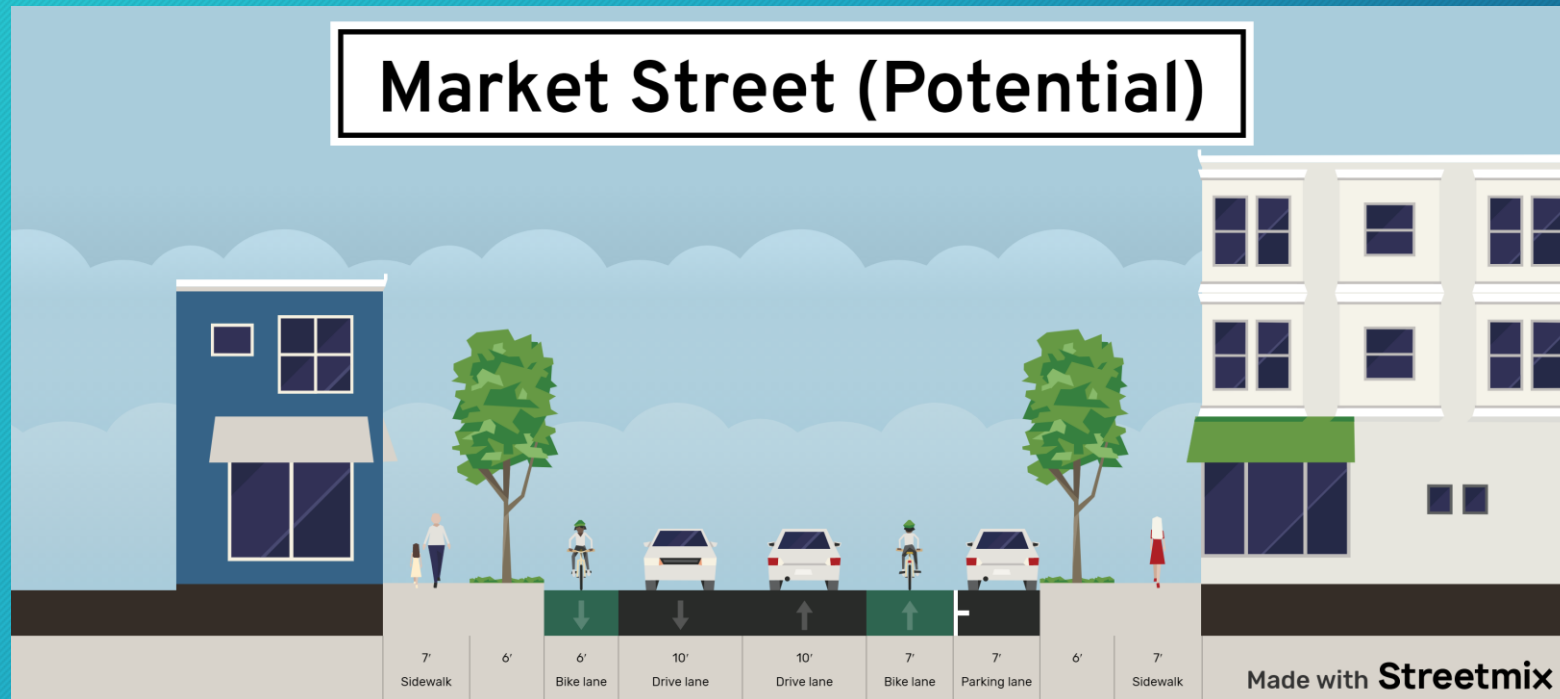 Market Street (Potential)
7' 6' 6' 10' 10' 7' 7' 6' 7'
Sidewalk Bike lane Drive lane Drive lane Bike lane Parking lane Sidewalk
Made with Streetmix